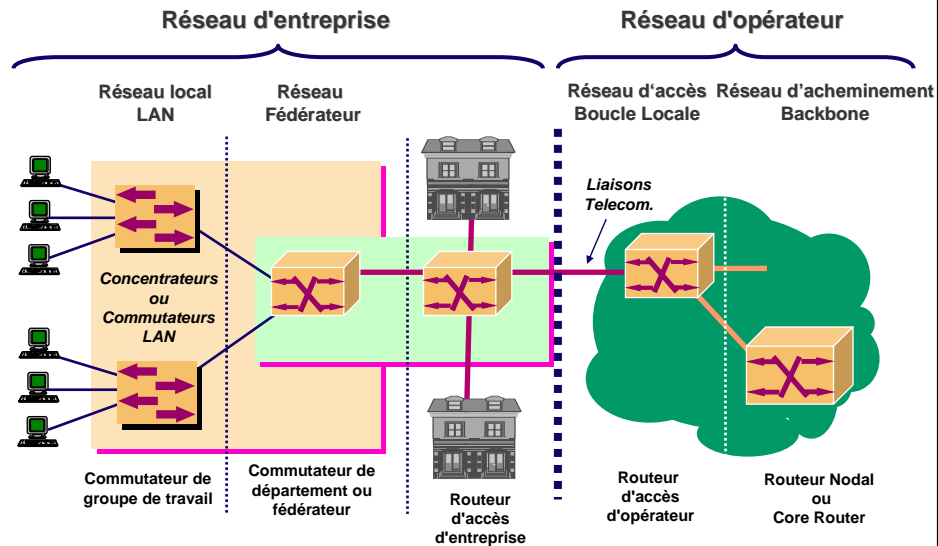 Réseau d'entreprise
Réseau d'opérateur
Réseau local
LAN
Réseau
Fédérateur
Réseau d'accès
Boucle Locale
Réseau d'acheminement
Backbone
Liaisons
Telecom.
Concentrateurs
ou
Commutateurs
LAN
Commutateur de
groupe de travail
Commutateur de
département ou
fédérateur
Routeur
d'accès
d'entreprise
Routeur
d'accès
d'opérateur
Routeur Nodal
ou
Core Router